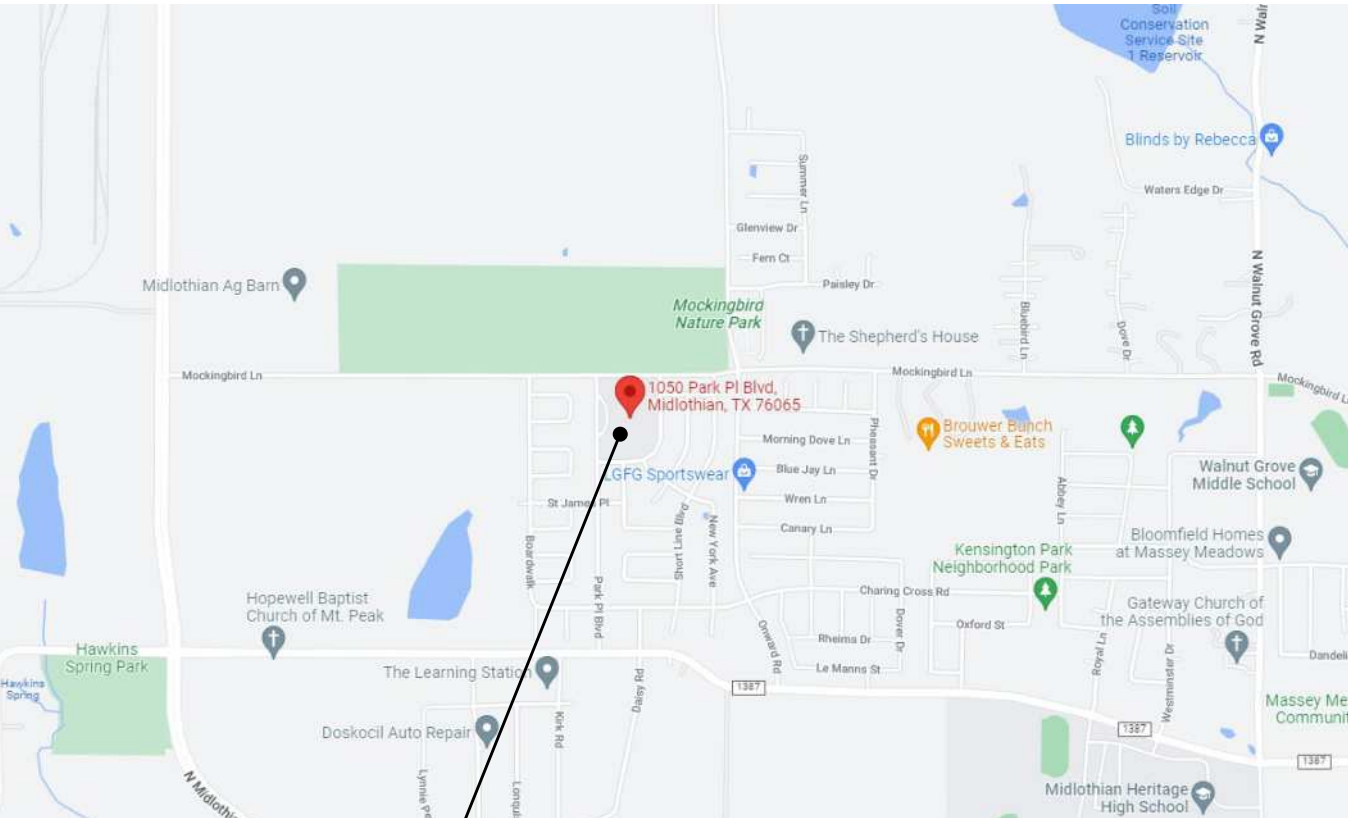 Soil
Conservation
Service Site
1 Reservoir
N Wal
Blinds by Rebecca
Waters Edge Dr
Summer Ln
Glenview Dr
Fern Ct
Paisley Dr
Midlothian Ag Barn
Mockingbird
Nature Park
The Shepherd's House
Bluebird Ln
Dove Dr
N Walnut Grove Rd
Mockingbird Ln
Mockingbird Ln
Mockingbird L
1050 Park Pl Blvd,
Midlothian, TX 76065
Brouwer Bunch
Sweets & Eats
Morning Dove Ln
Pheasant Dr
LGFG Sportswear
Blue Jay Ln
Walnut Grove
Middle School
St James Pl
Wren Ln
Abbey Ln
Canary Ln
Short Line Blvd
New York Ave
Boardwalk
Bloomfield Homes
at Massey Meadows
Kensington Park
Neighborhood Park
Park Pl Blvd
Charing Cross Rd
Hopewell Baptist
Church of Mt. Peak
Gateway Church of
the Assemblies of God
Oxford St
Onward Rd
Rheims Dr
Dover Dr
Royal Ln
Westminster Dr
Dandeli
Hawkins
Spring Park
Hawkins
Spring
The Learning Station
Le Manns St
1387
Daisy Rd
Massey Me
Communit
Doskocil Auto Repair
Kirk Rd
1387
1387
N Midlothi
Lynnie Pe
Lonqui
Midlothian Heritage
High School